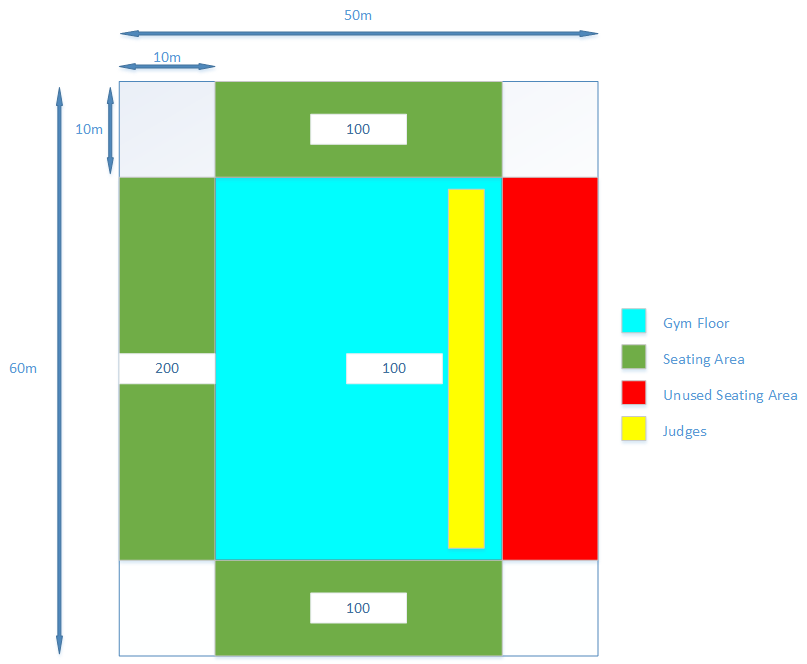 50m
10m
10m
100
60m
200
100
100
Gym Floor
Seating Area
Unused Seating Area
Judges